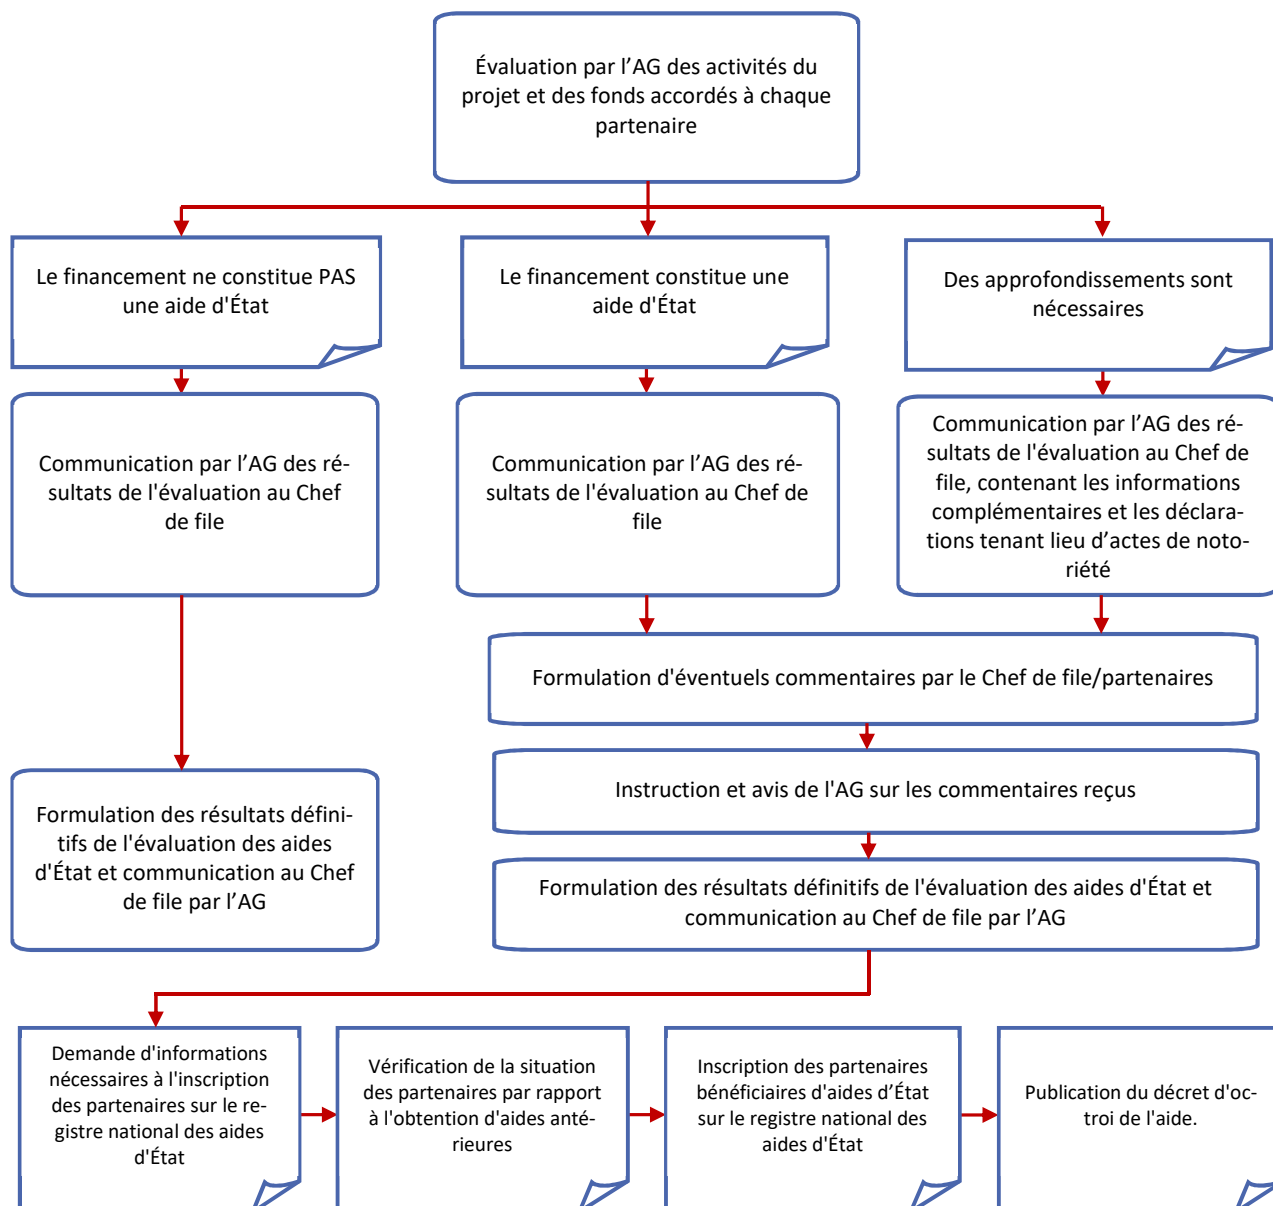 Évaluation par l’AG des activités du
projet et des fonds accordés à chaque
partenaire
Le financement ne constitue PAS
une aide d'État
Le financement constitue une
aide d'État
Des approfondissements sont
nécessaires
Communication par l’AG des ré-
sultats de l'évaluation au Chef
de file
Communication par l’AG des ré-
sultats de l'évaluation au Chef de
file
Communication par l’AG des ré-
sultats de l'évaluation au Chef de
file, contenant les informations
complémentaires et les déclara-
tions tenant lieu d’actes de noto-
riété
Formulation d'éventuels commentaires par le Chef de file/partenaires
Instruction et avis de l'AG sur les commentaires reçus
Formulation des résultats défini-
tifs de l'évaluation des aides
d'État et communication au Chef
de file par l’AG
Formulation des résultats définitifs de l'évaluation des aides d'État et
communication au Chef de file par l’AG
Demande d'informations
nécessaires à l'inscription
des partenaires sur le re-
gistre national des aides
d'État
Vérification de la situation
des partenaires par rapport
à l'obtention d'aides anté-
rieures
Inscription des partenaires
bénéficiaires d'aides d’État
sur le registre national des
aides d'État
Publication du décret d'oc-
troi de l'aide.